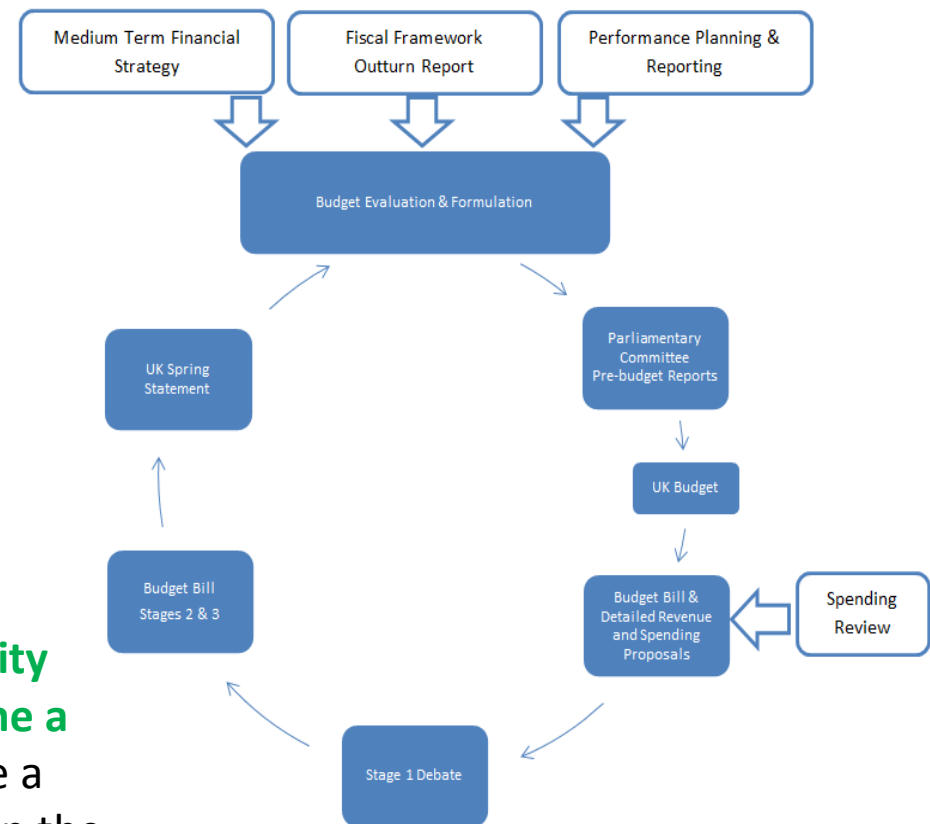 Medium Term Financial
Strategy
Fiscal Framework
Outturn Report
Performance Planning &
Reporting
Budget Evaluation & Formulation
Parliamentary
Committee
Pre-budget Reports
UK Spring
Statement
UK Budget
Budget Bill
Stages 2 & 3
Budget Bill &
Detailed Revenue
and Spending
Proposals
Spending
Review
Stage 1 Debate
ity
e a